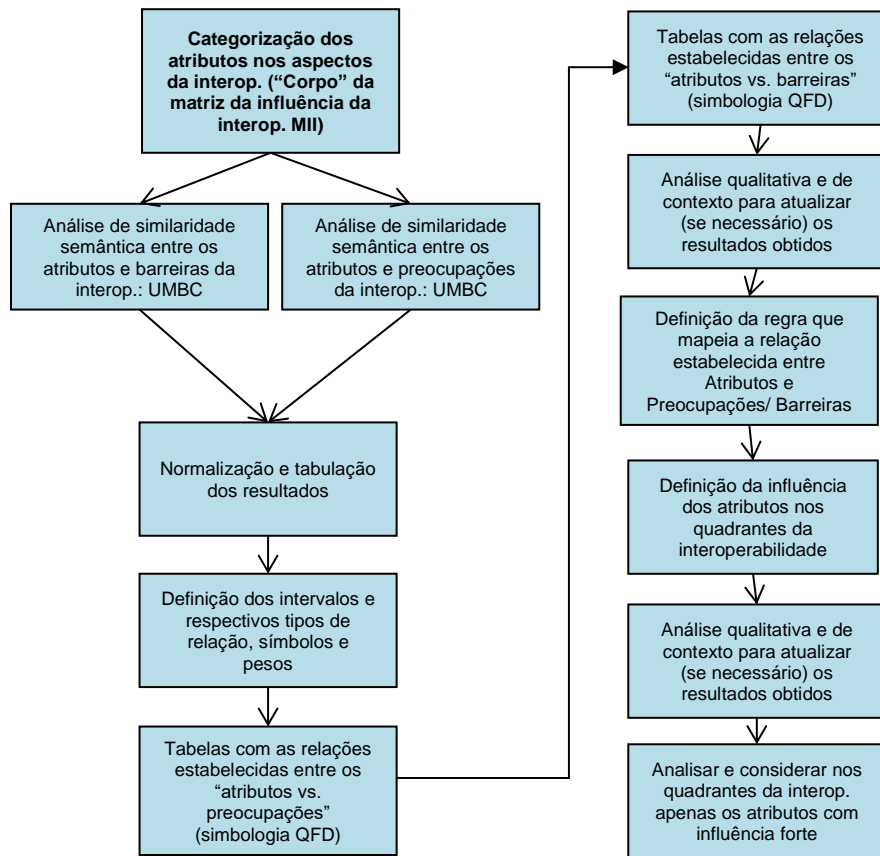 Categorização dos
atributos nos aspectos
da interop. (“Corpo” da
matriz da influência da
interop. MII)
Análise de similaridade
semântica entre os
atributos e barreiras da
interop.: UMBC
Análise de similaridade
semântica entre os
atributos e preocupações
da interop.: UMBC
Normalização e tabulação
dos resultados
Definição dos intervalos e
respectivos tipos de
relação, símbolos e
pesos
Tabelas com as relações
estabelecidas entre os
“atributos vs.
preocupações”
(simbologia QFD)
Tabelas com as relações
estabelecidas entre os
“atributos vs. barreiras”
(simbologia QFD)
Análise qualitativa e de
contexto para atualizar
(se necessário) os
resultados obtidos
Definição da regra que
mapeia a relação
estabelecida entre
Atributos e
Preocupações/ Barreiras
Definição da influência
dos atributos nos
quadrantes da
interoperabilidade
Análise qualitativa e de
contexto para atualizar
(se necessário) os
resultados obtidos
Analisar e considerar nos
quadrantes da interop.
apenas os atributos com
influência forte